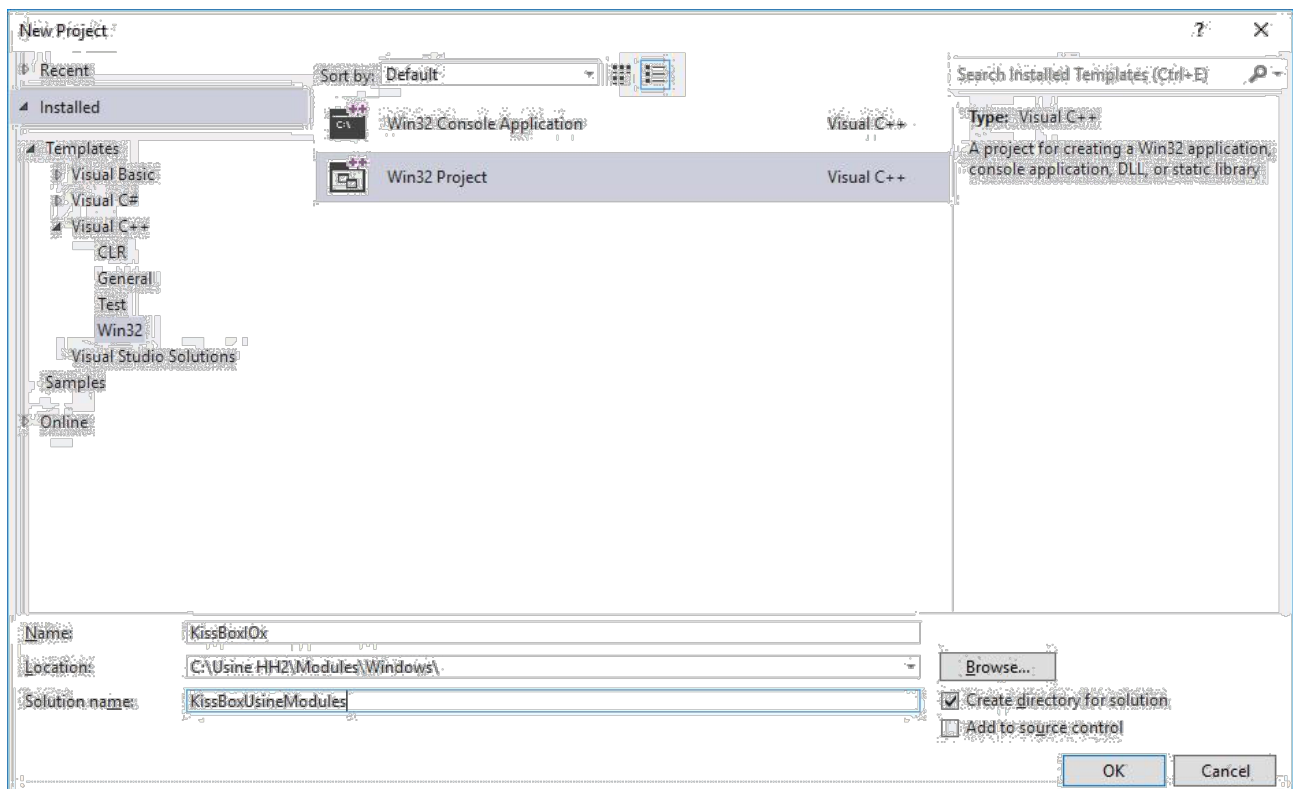 New Project
?
Recent
Sort by: Default
Search Installed Templates (Ctrl+E)
Installed
Templates
Visual Basic
Visual C#
Visual C++
CLR
General
Test
Win32
Visual Studio Solutions
Samples
Online
C:\
Win32 Console Application Visual C++
Win32 Project Visual C++
Type: Visual C++
A project for creating a Win32 application,
console application, DLL, or static library
Name: KissBoxIOx
Location: C:\Usine HH2\Modules\Windows\
Browse...
Solution name: KissBoxUsineModules
Create directory for solution
Add to source control
OK Cancel